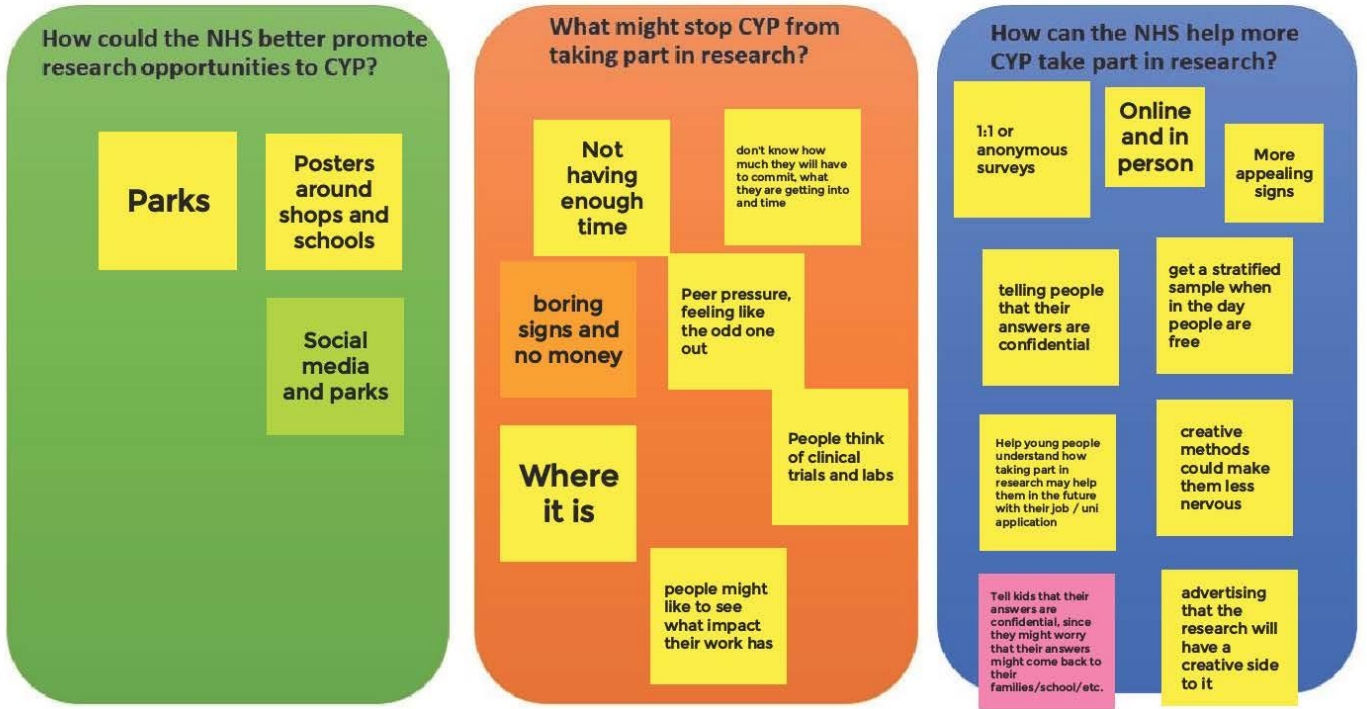 How could the NHS better promote
research opportunities to CYP?
Parks
Posters
around
shops and
schools
Social
media
and parks
What might stop CYP from
taking part in research?
Not
having
enough
time
don't know how
much they will have
to commit, what
they are getting into
and time
boring
signs and
no money
Peer pressure,
feeling like
the odd one
out
Where
it is
People think
of clinical
trials and labs
people might
like to see
what impact
their work has
How can the NHS help more
CYP take part in research?
1:1 or
anonymous
surveys
Online
and in
person
More
appealing
signs
telling people
that their
answers are
confidential
get a stratified
sample when
in the day
people are
free
Help young people
understand how
taking part in
research may help
them in the future
with their job / uni
application
creative
methods
could make
them less
nervous
Tell kids that their
answers are
confidential, since
they might worry
that their answers
might come back to
their
families/school/etc.
advertising
that the
research will
have a
creative side
to it